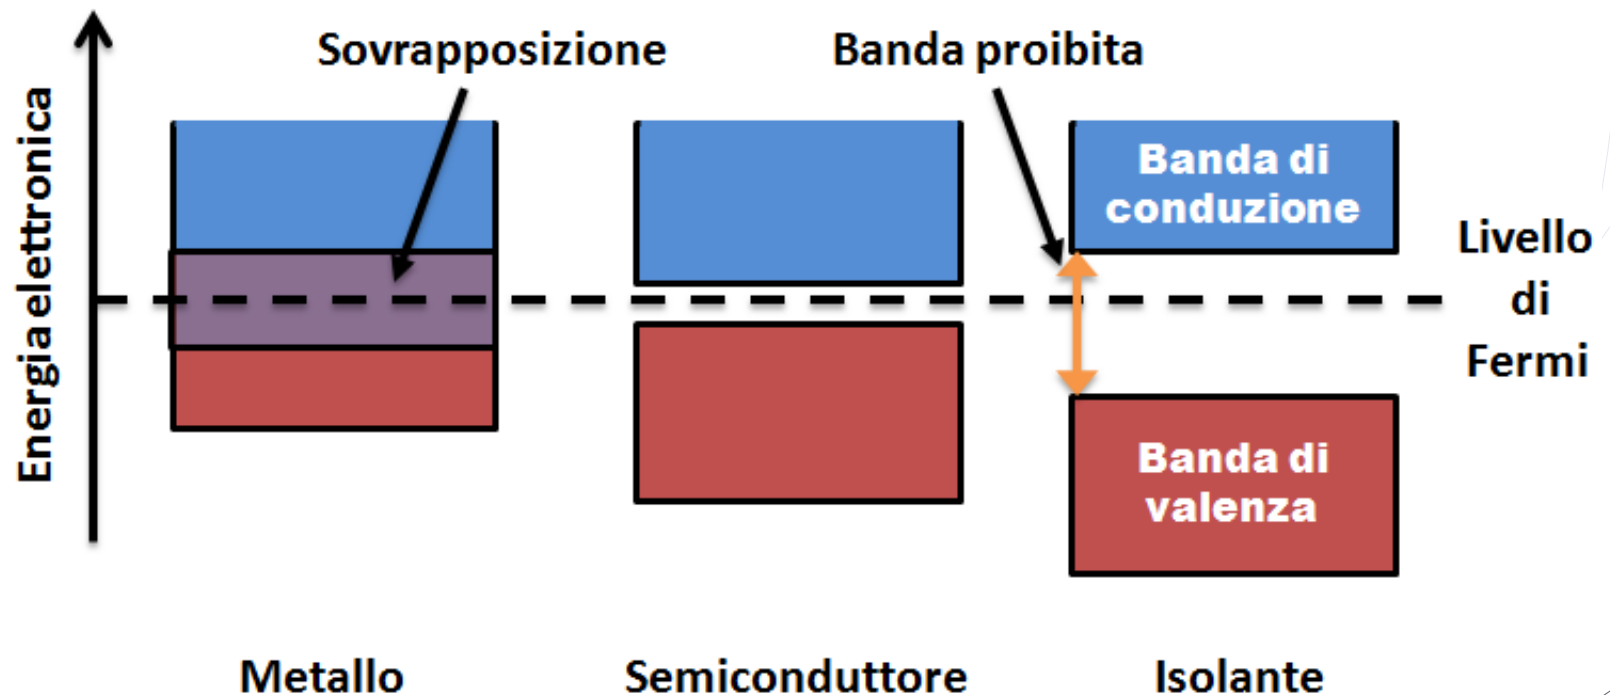 Sovrapposizione
Banda proibita
Energia elettronica
Banda di
conduzione
Livello
di
Fermi
Banda di
valenza
Metallo
Semiconduttore
Isolante